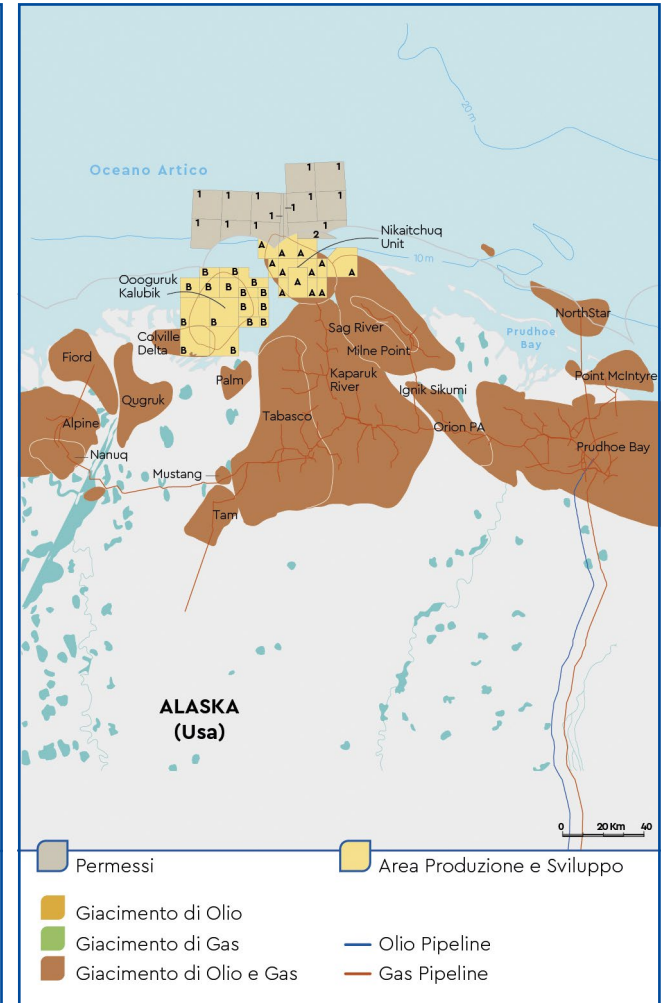 20 m
Oceano Artico
1 1
1 1 1 1 1
1 1
1 1 1 1
2
Nikaitchuq
Unit
10 m
A
A A
A A
A A A
A
A A A
Oooguruk
Kalubik
B B
B B B B
B B
B B
B B B B
B B
Colville
Delta
NorthStar
Prudhoe
Bay
Sag River
Milne Point
Fiord
Palm
Kaparuk
River
Ignik Sikumi
Point McIntyre
Qugruk
Tabasco
Alpine
Orion PA
Nanuq
Prudhoe Bay
Mustang
Tam
ALASKA
(Usa)
0 20 Km 40
Permessi
Area Produzione e Sviluppo
Giacimento di Olio
Giacimento di Gas
Olio Pipeline
Giacimento di Olio e Gas
Gas Pipeline